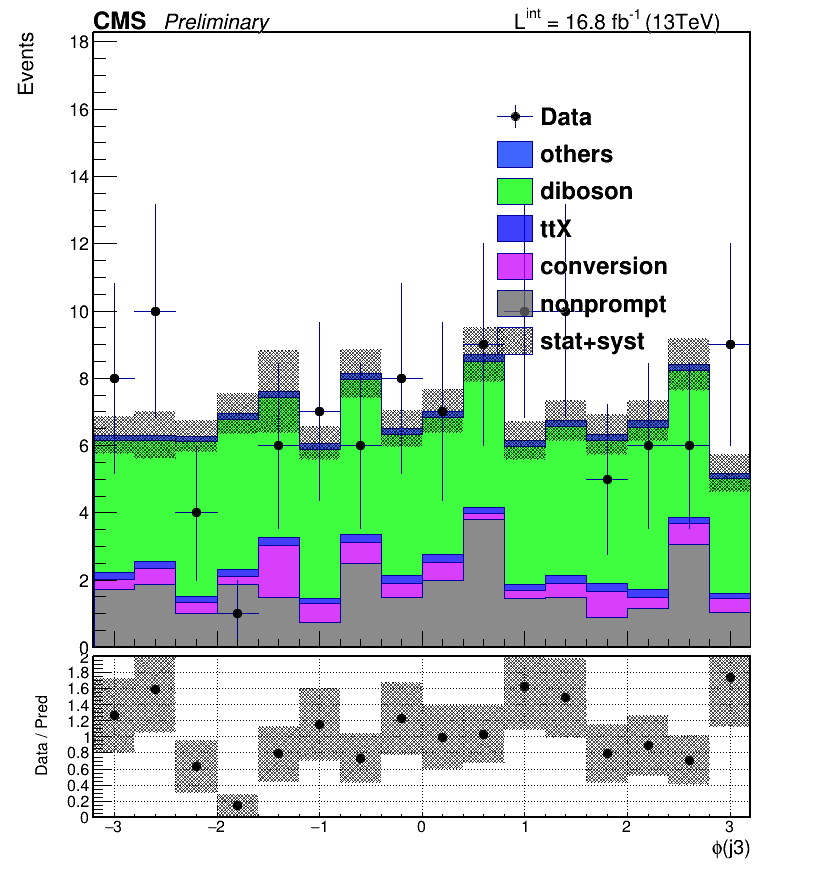 CMS Preliminary L^int = 16.8 fb^-1 (13TeV)
Events
18
16
14
12
10
8
6
4
2
0
Data
others
diboson
ttX
conversion
nonprompt
stat+syst
Data / Pred
2
1.8
1.6
1.4
1.2
1
0.8
0.6
0.4
0.2
0
−3 −2 −1 0 1 2 3
ϕ(j3)